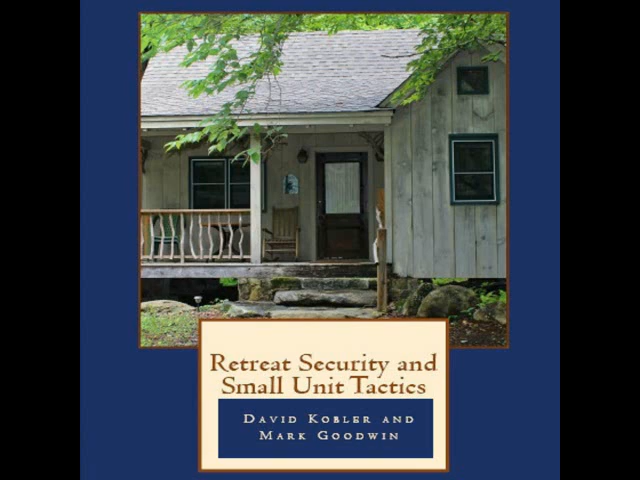 Retreat Security and
Small Unit Tactics
David Kobler and
Mark Goodwin